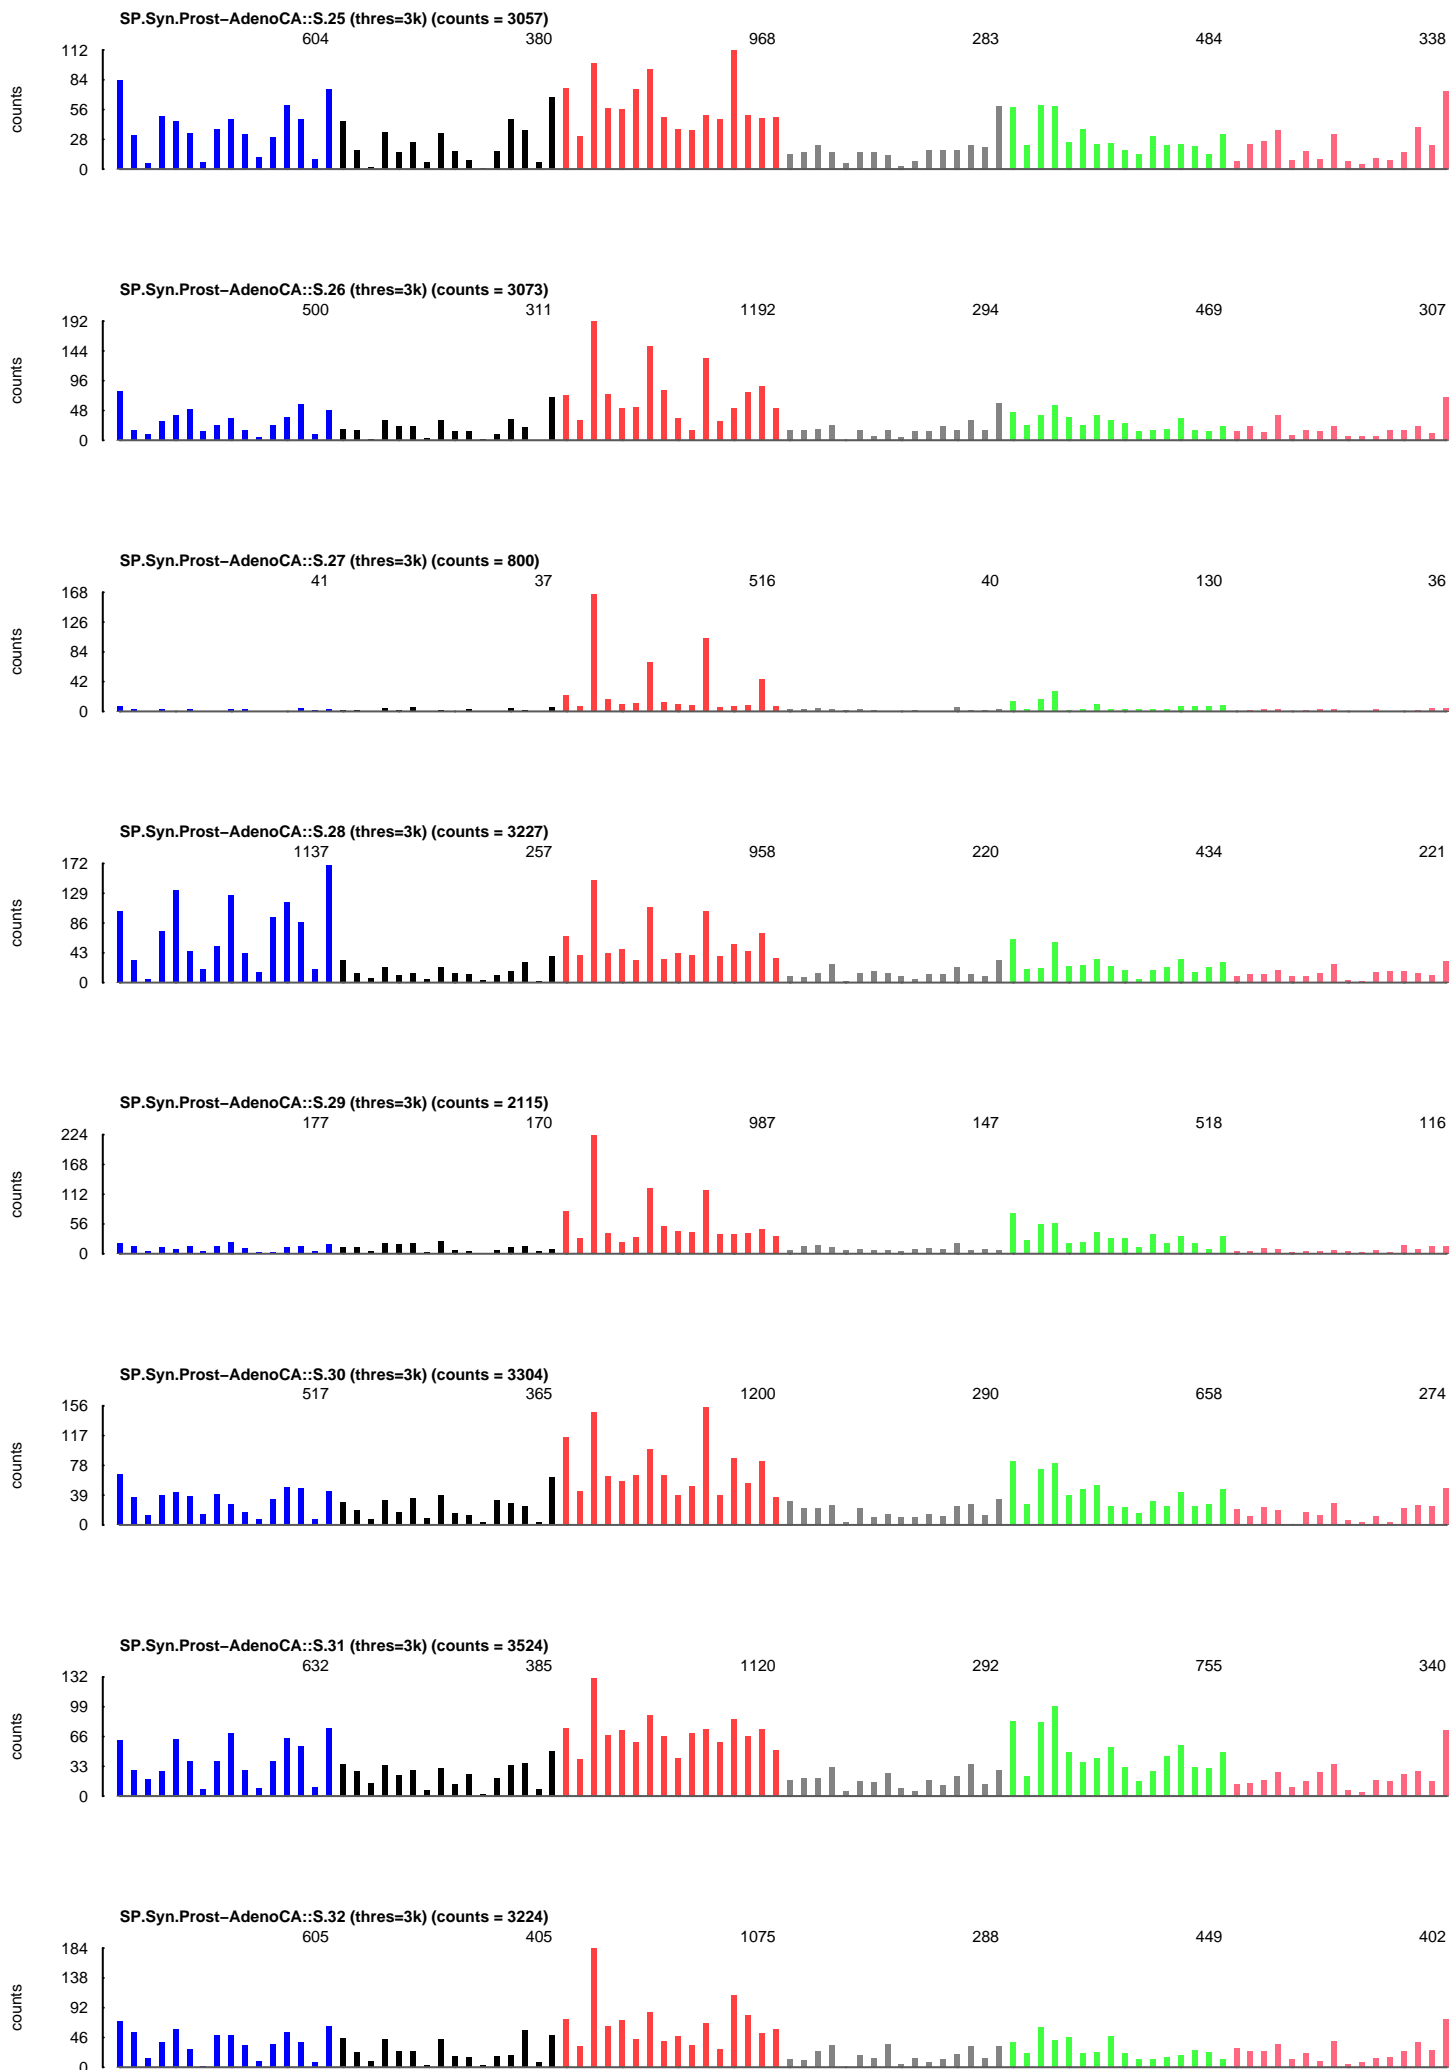 SP.Syn.Prost–AdenoCA::S.25 (thres=3k) (counts = 3057)
604 380 968 283 484 338
112
84
56
28
0
counts
SP.Syn.Prost–AdenoCA::S.26 (thres=3k) (counts = 3073)
500 311 1192 294 469 307
192
144
96
48
0
counts
SP.Syn.Prost–AdenoCA::S.27 (thres=3k) (counts = 800)
41 37 516 40 130 36
168
126
84
42
0
counts
SP.Syn.Prost–AdenoCA::S.28 (thres=3k) (counts = 3227)
1137 257 958 220 434 221
172
129
86
43
0
counts
SP.Syn.Prost–AdenoCA::S.29 (thres=3k) (counts = 2115)
177 170 987 147 518 116
224
168
112
56
0
counts
SP.Syn.Prost–AdenoCA::S.30 (thres=3k) (counts = 3304)
517 365 1200 290 658 274
156
117
78
39
0
counts
SP.Syn.Prost–AdenoCA::S.31 (thres=3k) (counts = 3524)
632 385 1120 292 755 340
132
99
66
33
0
counts
SP.Syn.Prost–AdenoCA::S.32 (thres=3k) (counts = 3224)
605 405 1075 288 449 402
184
138
92
46
0
counts